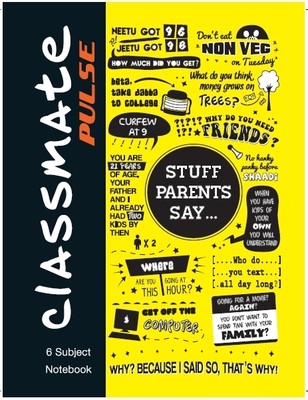 classmate
PULSE
6 Subject
Notebook
NEETU GOT 96
JEETU GOT 98
HOW MUCH DID YOU GET?
Don't eat
NON VEG
on Tuesday
beta,
take dabba
to college
What do you think,
money grows on
TREES?
CURFEW
AT 9
?!??? WHY DO YOU NEED
FRIENDS?
YOU ARE
21 YEARS
OF AGE,
YOUR
FATHER
AND I
ALREADY
HAD TWO
KIDS BY
THEN
X 2
STUFF
PARENTS
SAY...
No hanky
panky before
SHAADI
WHEN
YOU HAVE
KIDS OF
YOUR
OWN
YOU WILL
UNDERSTAND
Where
ARE YOU GOING AT
THIS HOUR?
[...Who do....]
[...you text...]
[.all day long?]
GET OFF THE
COMPUTER
GOING FOR A MOVIE?
AGAIN?
YOU DON'T WANT TO
SPEND TIME WITH YOUR
FAMILY?
WHY? BECAUSE I SAID SO, THAT'S WHY!